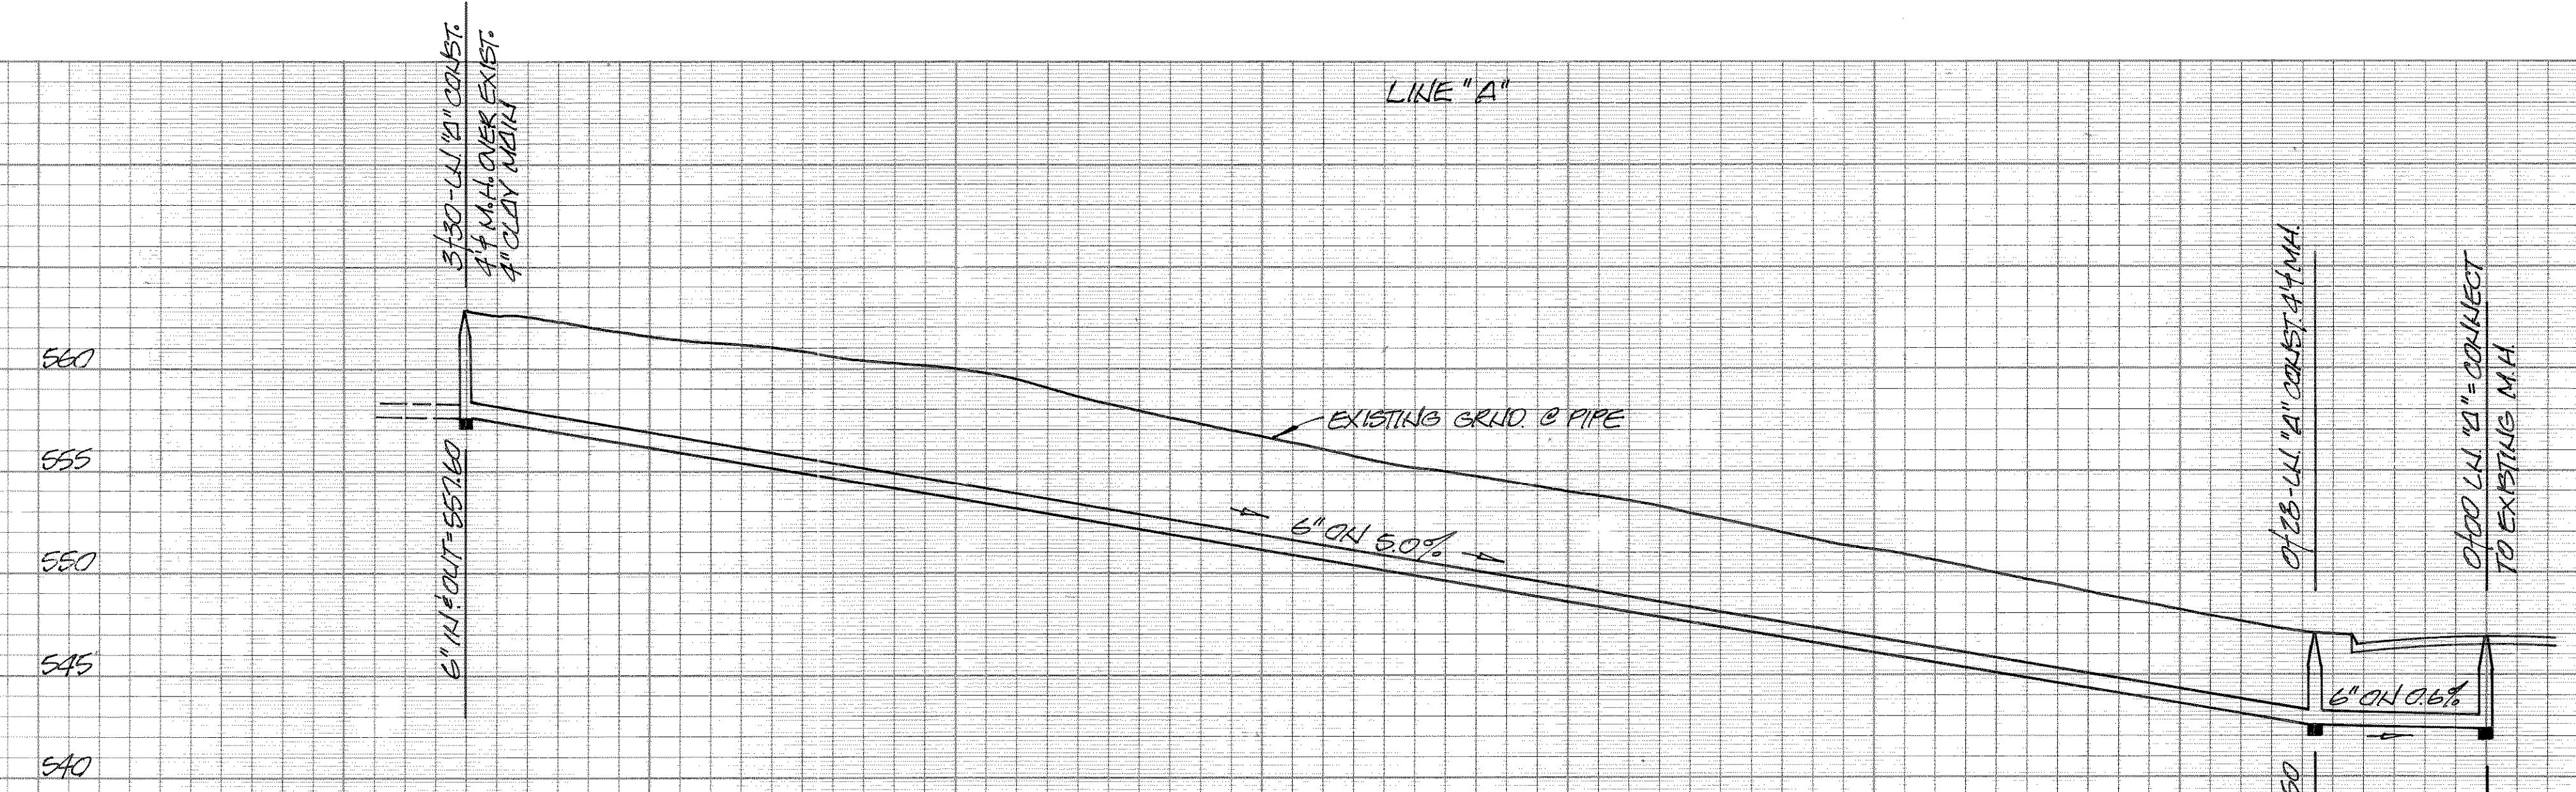 LINE "A"
3+30-LN. "A" CONST.
4'φ M.H. OVER EXIST.
4" CLAY MAIN
0+28-LN. "A" CONST. 4'φ M.H.
0+00 LN. "A" = CONNECT
TO EXISTING M.H.
560
EXISTING GRND. @ PIPE
555
6" IN & OUT = 557.60
6" ON 5.0%
550
545
6" ON 0.6%
540
50